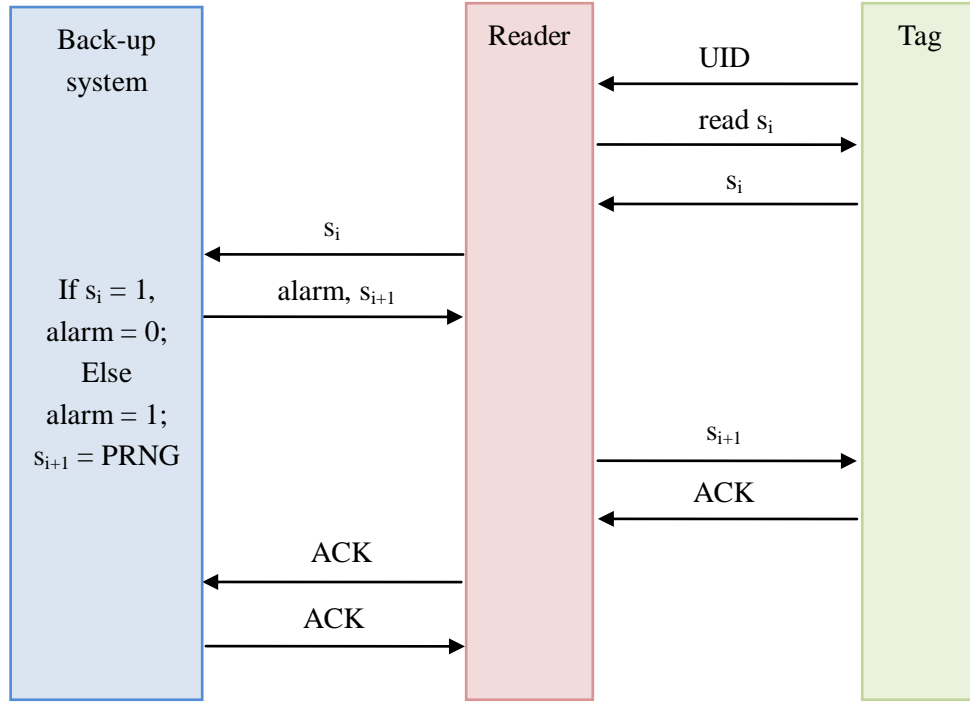 Back-up
system
Reader
Tag
UID
read sᵢ
sᵢ
sᵢ
If sᵢ = 1,
alarm = 0;
Else
alarm = 1;
sᵢ₊₁ = PRNG
alarm, sᵢ₊₁
sᵢ₊₁
ACK
ACK
ACK